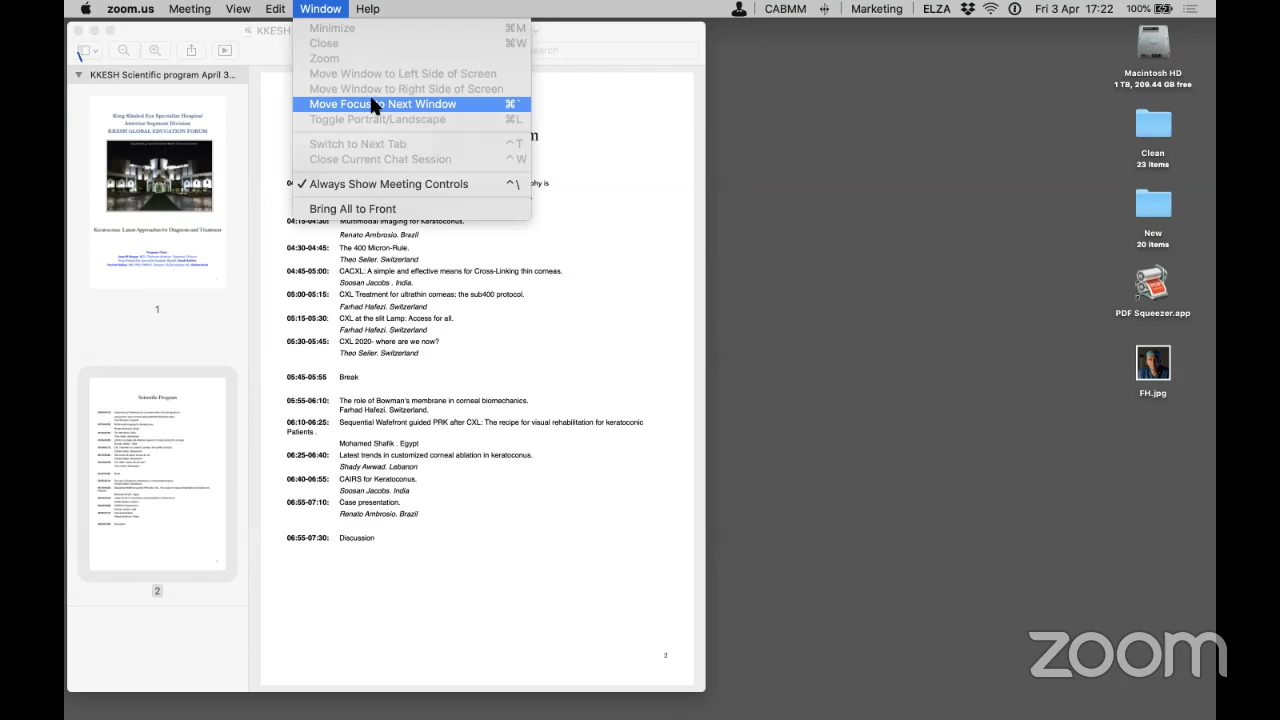 zoom.us Meeting View Edit Window Help CABMM Marketing ELZA Fri 3 Apr 17:22 100%
KKESH
Search
Minimize ⌘M
Close ⌘W
Zoom
Move Window to Left Side of Screen
Move Window to Right Side of Screen
Move Focus to Next Window ⌘`
Toggle Portrait/Landscape ⌘L
Switch to Next Tab ^T
Close Current Chat Session ^W
✓ Always Show Meeting Controls ^\
Bring All to Front
KKESH Scientific program April 3...
King Khaled Eye Specialist Hospital
Anterior Segment Division
KKESH GLOBAL EDUCATION FORUM
Keratoconus: Latest Approaches for Diagnosis and Treatment
1
Scientific Program
2
04:15-04:30: Multimodal Imaging for Keratoconus.
Renato Ambrosio. Brazil
04:30-04:45: The 400 Micron-Rule.
Theo Seiler. Switzerland
04:45-05:00: CACXL: A simple and effective means for Cross-Linking thin corneas.
Soosan Jacobs . India.
05:00-05:15: CXL Treatment for ultrathin corneas: the sub400 protocol.
Farhad Hafezi. Switzerland
05:15-05:30: CXL at the slit Lamp: Access for all.
Farhad Hafezi. Switzerland
05:30-05:45: CXL 2020- where are we now?
Theo Seiler. Switzerland
05:45-05:55 Break
05:55-06:10: The role of Bowman's membrane in corneal biomechanics.
Farhad Hafezi. Switzerland.
06:10-06:25: Sequential Wafefront guided PRK after CXL: The recipe for visual rehabilitation for keratoconic
Patients .
Mohamed Shafik . Egypt
06:25-06:40: Latest trends in customized corneal ablation in keratoconus.
Shady Awwad. Lebanon
06:40-06:55: CAIRS for Keratoconus.
Soosan Jacobs. India
06:55-07:10: Case presentation.
Renato Ambrosio. Brazil
06:55-07:30: Discussion
2
Macintosh HD
1 TB, 209.44 GB free
Clean
23 items
New
20 items
PDF Squeezer.app
FH.jpg
zoom